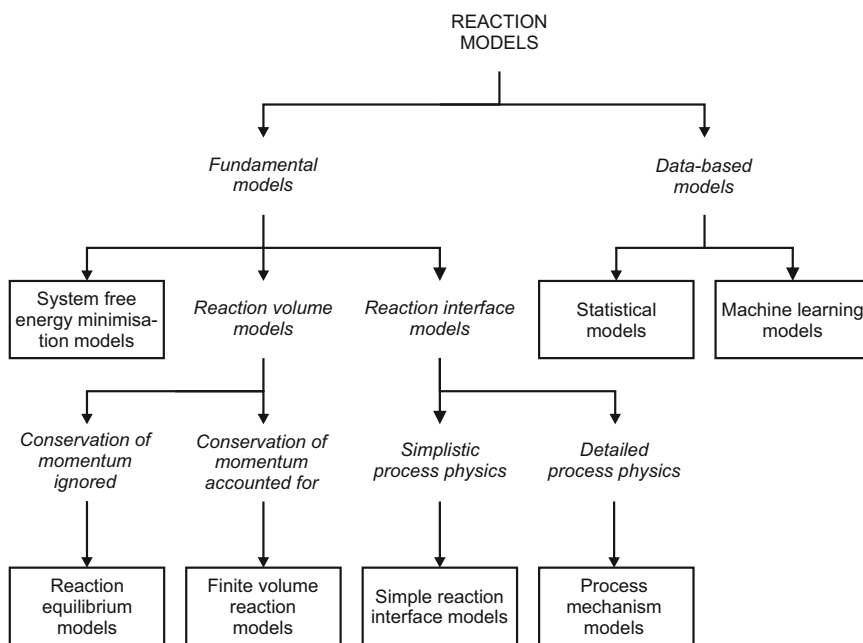 REACTION
MODELS
Fundamental
models
Data-based
models
System free
energy minimisa-
tion models
Reaction volume
models
Reaction interface
models
Statistical
models
Machine learning
models
Conservation of
momentum
ignored
Conservation of
momentum
accounted for
Simplistic
process physics
Detailed
process physics
Reaction
equilibrium
models
Finite volume
reaction models
Simple reaction
interface models
Process
mechanism
models